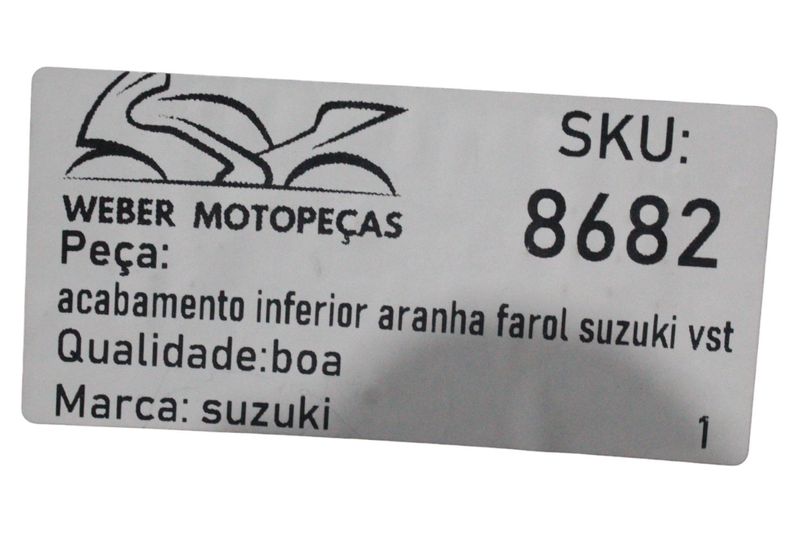 WEBER MOTOPEÇAS
SKU:
8682
Peça:
acabamento inferior aranha farol suzuki vst
Qualidade:boa
Marca: suzuki
1